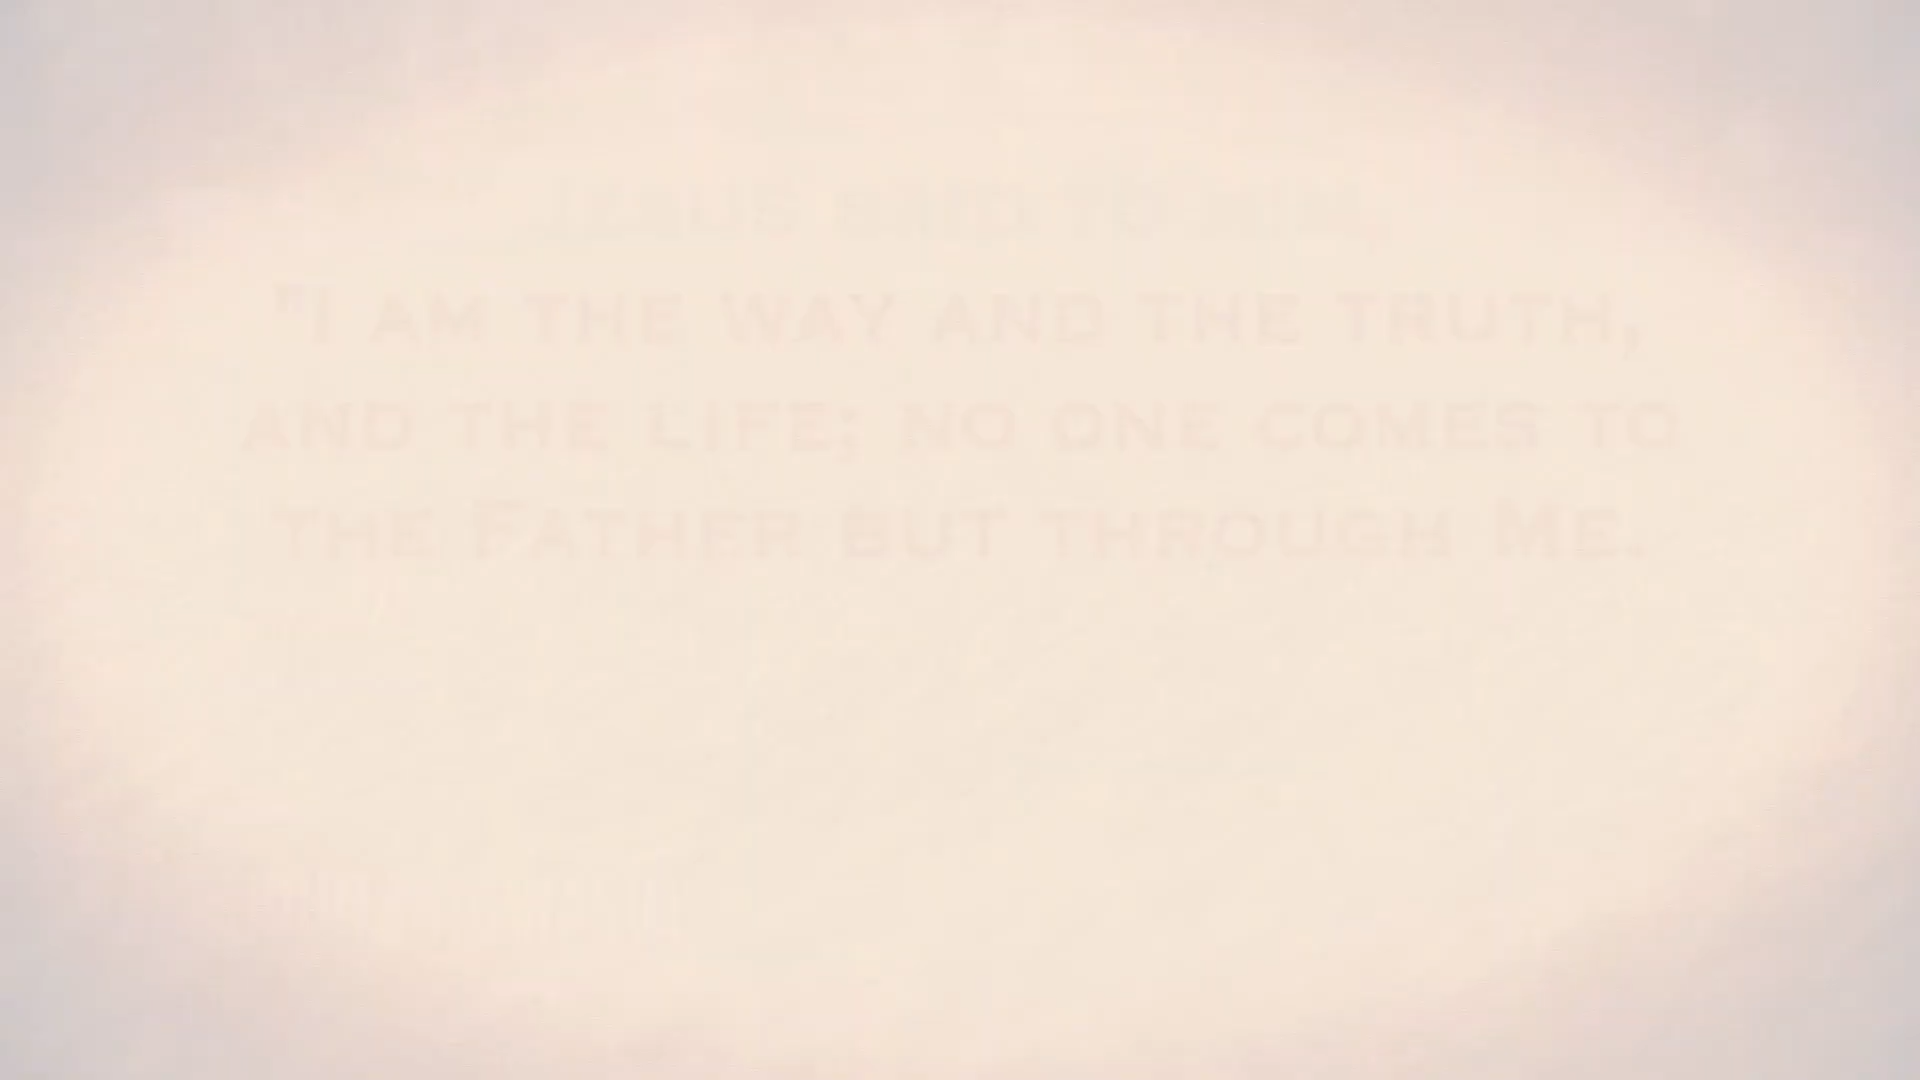 Jesus said to him,
"I am the way and the truth,
and the life; no one comes to
the Father but through Me.